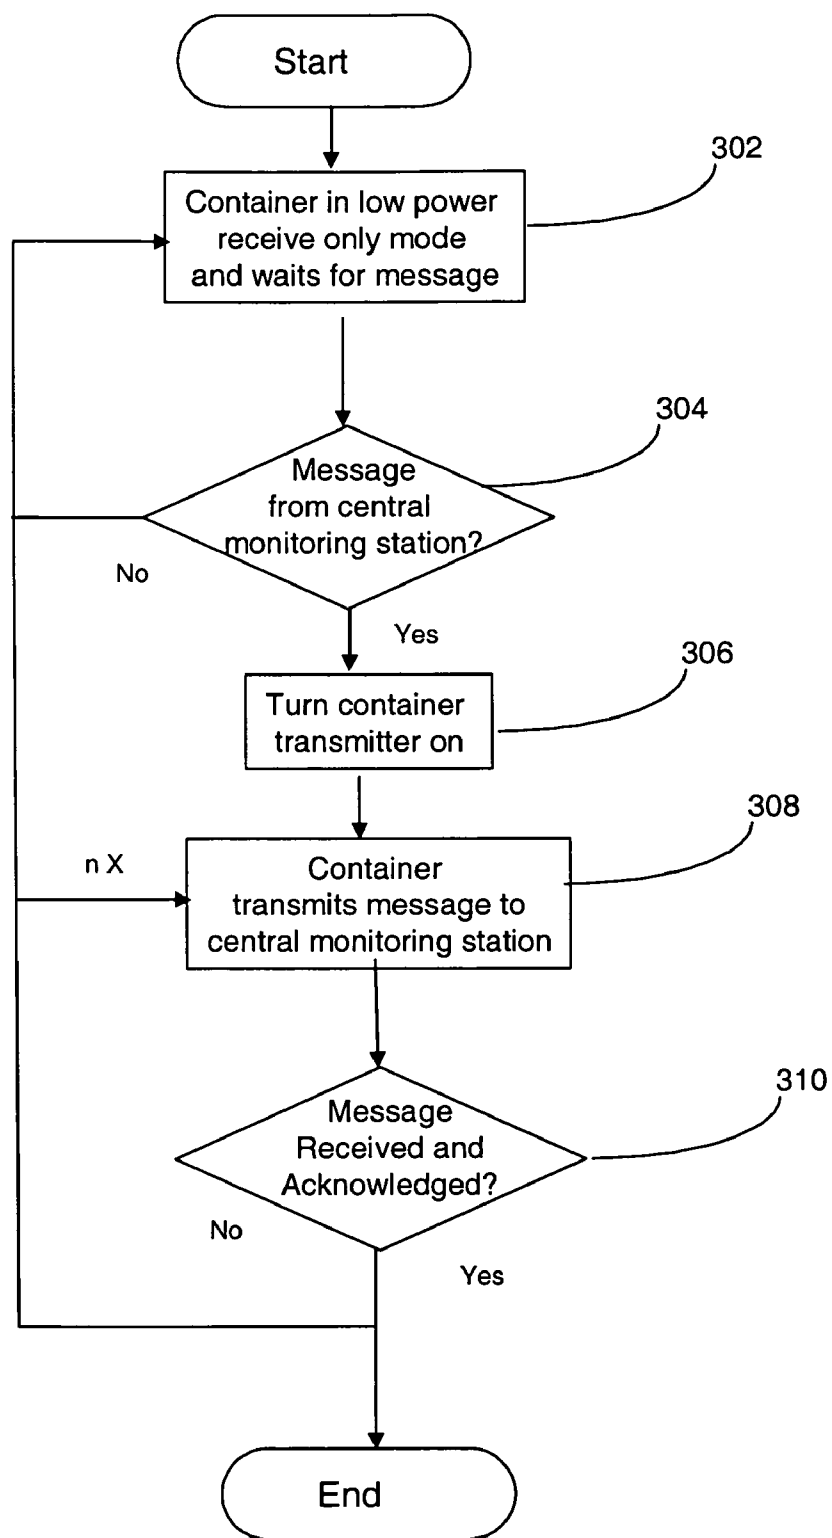 Start
302
Container in low power
receive only mode
and waits for message
304
Message
from central
monitoring station?
No
Yes
306
Turn container
transmitter on
308
n X
Container
transmits message to
central monitoring station
310
Message
Received and
Acknowledged?
No
Yes
End